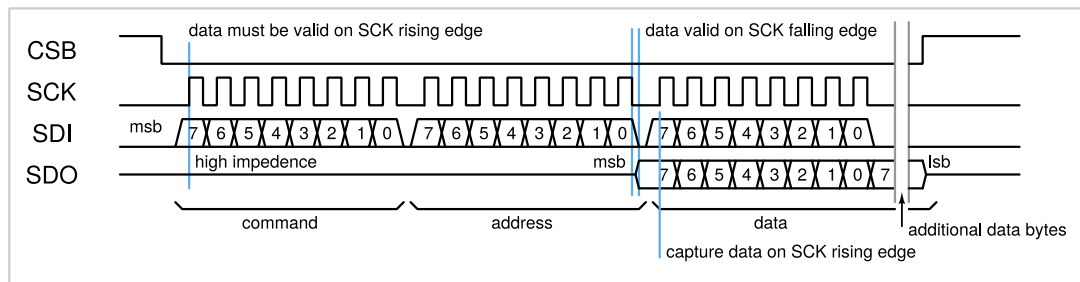 data must be valid on SCK rising edge
data valid on SCK falling edge
CSB
SCK
SDI
msb
7 6 5 4 3 2 1 0
7 6 5 4 3 2 1 0
7 6 5 4 3 2 1 0
SDO
high impedence
msb
7 6 5 4 3 2 1 0 7
lsb
command
address
data
additional data bytes
capture data on SCK rising edge